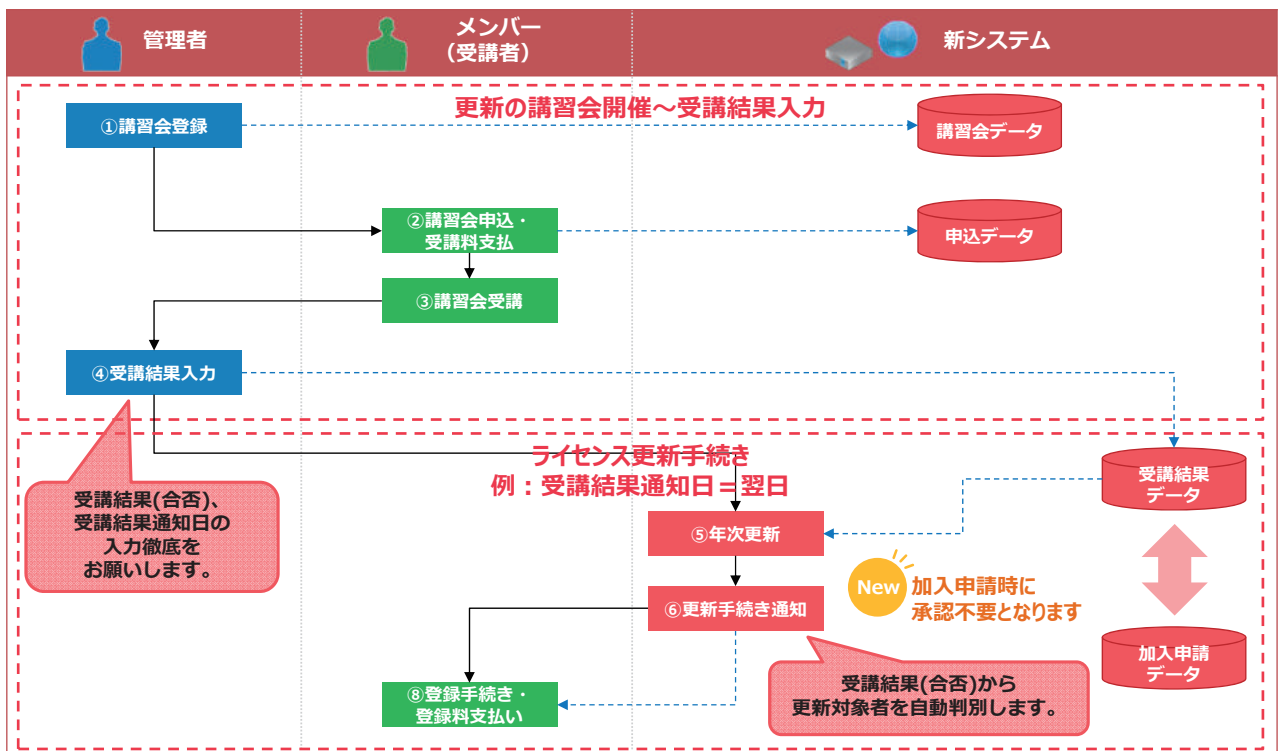 管理者
メンバー
（受講者）
新システム
更新の講習会開催～受講結果入力
①講習会登録
講習会データ
②講習会申込・
受講料支払
申込データ
③講習会受講
④受講結果入力
ライセンス更新手続き
例：受講結果通知日＝翌日
受講結果
データ
受講結果(合否)、
受講結果通知日の
入力徹底を
お願いします。
⑤年次更新
New
加入申請時に
承認不要となります
⑥更新手続き通知
加入申請
データ
受講結果(合否)から
更新対象者を自動判別します。
⑧登録手続き・
登録料支払い